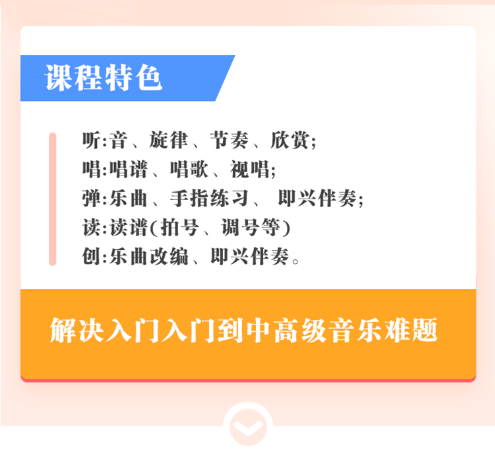 课程特色
听:音、旋律、节奏、欣赏;
唱:唱谱、唱歌、视唱;
弹:乐曲、手指练习、 即兴伴奏;
读:读谱(拍号、调号等)
创:乐曲改编、即兴伴奏。
解决入门入门到中高级音乐难题